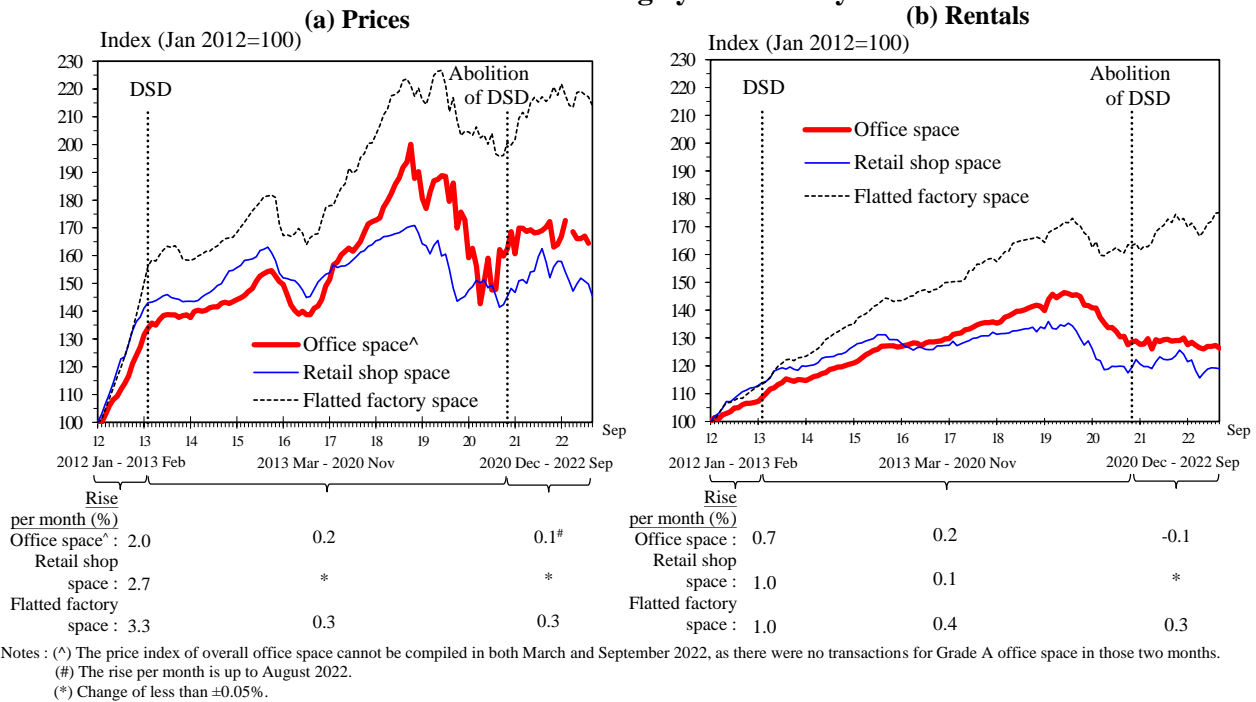 (a) Prices
Index (Jan 2012=100)
230
220
210
200
190
180
170
160
150
140
130
120
110
100
DSD
Abolition
of DSD
Office space^
Retail shop space
Flatted factory space
12 13 14 15 16 17 18 19 20 21 22
Sep
2012 Jan - 2013 Feb 2013 Mar - 2020 Nov 2020 Dec - 2022 Sep
Rise
per month (%)
Office space^ : 2.0 0.2 0.1#
Retail shop
space : 2.7 * *
Flatted factory
space : 3.3 0.3 0.3
(b) Rentals
Index (Jan 2012=100)
230
220
210
200
190
180
170
160
150
140
130
120
110
100
DSD
Abolition
of DSD
Office space
Retail shop space
Flatted factory space
12 13 14 15 16 17 18 19 20 21 22
Sep
2012 Jan - 2013 Feb 2013 Mar - 2020 Nov 2020 Dec - 2022 Sep
Rise
per month (%)
Office space : 0.7 0.2 -0.1
Retail shop
space : 1.0 0.1 *
Flatted factory
space : 1.0 0.4 0.3
Notes : (^) The price index of overall office space cannot be compiled in both March and September 2022, as there were no transactions for Grade A office space in those two months.
(#) The rise per month is up to August 2022.
(*) Change of less than ±0.05%.